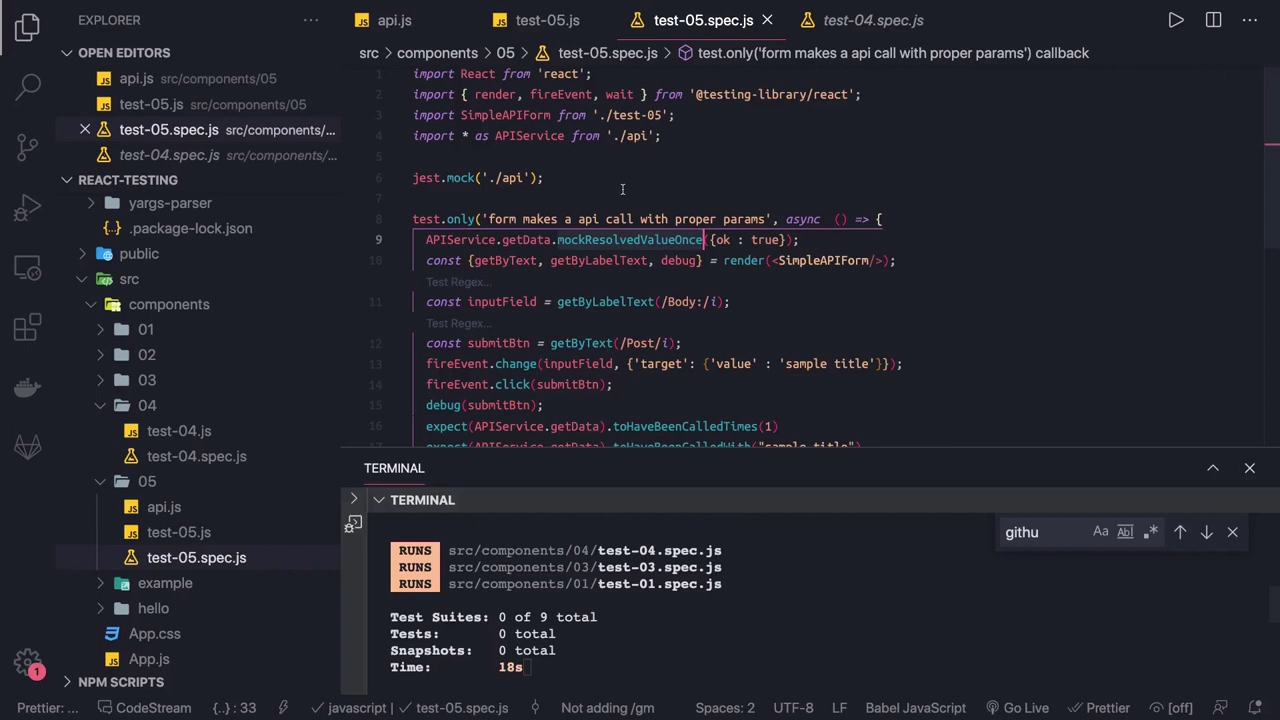 EXPLORER
OPEN EDITORS
api.js src/components/05
test-05.js src/components/05
test-05.spec.js src/components/...
test-04.spec.js src/components/...
REACT-TESTING
yargs-parser
.package-lock.json
public
src
components
01
02
03
04
test-04.js
test-04.spec.js
05
api.js
test-05.js
test-05.spec.js
example
hello
App.css
App.js
NPM SCRIPTS
api.js test-05.js test-05.spec.js test-04.spec.js
src components 05 test-05.spec.js test.only('form makes a api call with proper params') callback
1 import React from 'react';
2 import { render, fireEvent, wait } from '@testing-library/react';
3 import SimpleAPIForm from './test-05';
4 import * as APIService from './api';
5
6 jest.mock('./api');
7
8 test.only('form makes a api call with proper params', async () => {
9 APIService.getData.mockResolvedValueOnce({ok : true});
10 const {getByText, getByLabelText, debug} = render(<SimpleAPIForm/>);
Test Regex...
11 const inputField = getByLabelText(/Body:/i);
Test Regex...
12 const submitBtn = getByText(/Post/i);
13 fireEvent.change(inputField, {'target': {'value' : 'sample title'}});
14 fireEvent.click(submitBtn);
15 debug(submitBtn);
16 expect(APIService.getData).toHaveBeenCalledTimes(1)
17 expect(APIService.getData).toHaveBeenCalledWith("sample title")
TERMINAL
TERMINAL
githu Aa Abl .*
RUNS src/components/04/test-04.spec.js
RUNS src/components/03/test-03.spec.js
RUNS src/components/01/test-01.spec.js
Test Suites: 0 of 9 total
Tests: 0 total
Snapshots: 0 total
Time: 18s
1
Prettier: ... CodeStream {..} : 33 javascript test-05.spec.js Not adding /gm Spaces: 2 UTF-8 LF Babel JavaScript Go Live Prettier [off]